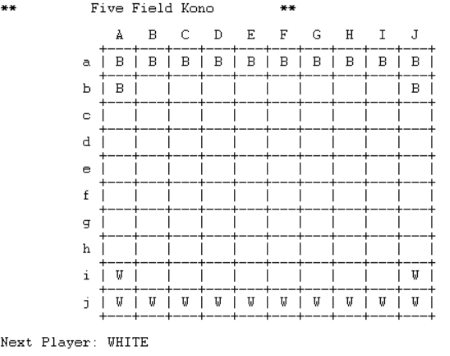 ** Five Field Kono **
A B C D E F G H I J
a | B | B | B | B | B | B | B | B | B | B |
b | B | | | | | | | | | B |
c | | | | | | | | | | |
d | | | | | | | | | | |
e | | | | | | | | | | |
f | | | | | | | | | | |
g | | | | | | | | | | |
h | | | | | | | | | | |
i | W | | | | | | | | | W |
j | W | W | W | W | W | W | W | W | W | W |
Next Player: WHITE